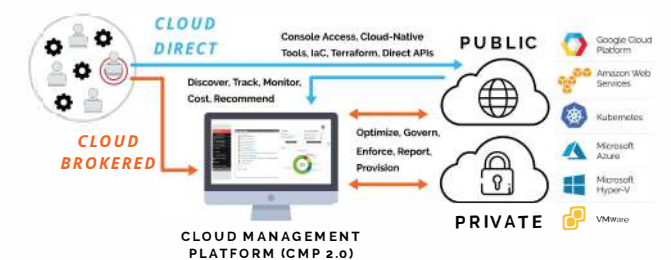 CLOUD
DIRECT
Console Access, Cloud-Native
Tools, IaC, Terraform, Direct APIs
PUBLIC
Google Cloud
Platform
Discover, Track, Monitor,
Cost, Recommend
Amazon Web
Services
Kubernetes
CLOUD
BROKERED
Optimize, Govern,
Enforce, Report,
Provision
Microsoft
Azure
Microsoft
Hyper-V
PRIVATE
VMware
CLOUD MANAGEMENT
PLATFORM (CMP 2.0)